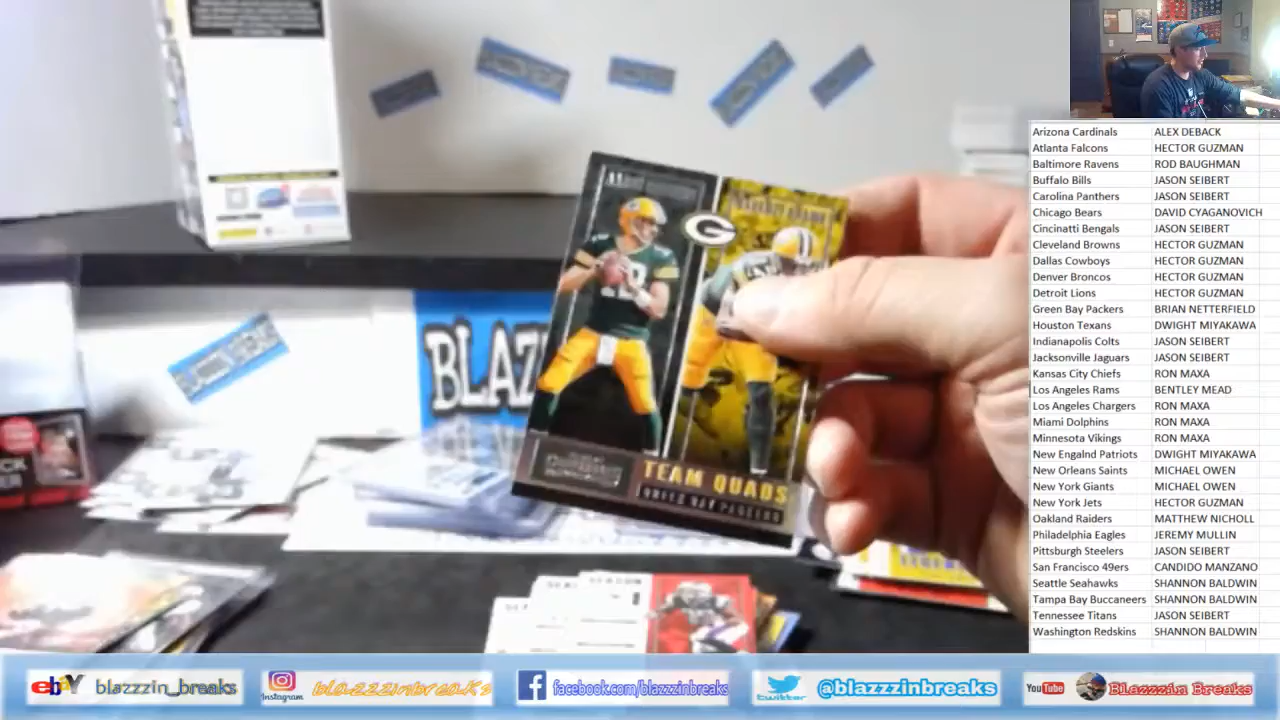 BLAZ
G
12
TEAM QUADS
GREEN BAY PACKERS
Arizona Cardinals ALEX DEBACK
Atlanta Falcons HECTOR GUZMAN
Baltimore Ravens ROD BAUGHMAN
Buffalo Bills JASON SEIBERT
Carolina Panthers JASON SEIBERT
Chicago Bears DAVID CYAGANOVICH
Cincinatti Bengals JASON SEIBERT
Cleveland Browns HECTOR GUZMAN
Dallas Cowboys HECTOR GUZMAN
Denver Broncos HECTOR GUZMAN
Detroit Lions HECTOR GUZMAN
Green Bay Packers BRIAN NETTERFIELD
Houston Texans DWIGHT MIYAKAWA
Indianapolis Colts JASON SEIBERT
Jacksonville Jaguars JASON SEIBERT
Kansas City Chiefs RON MAXA
Los Angeles Rams BENTLEY MEAD
Los Angeles Chargers RON MAXA
Miami Dolphins RON MAXA
Minnesota Vikings RON MAXA
New Engalnd Patriots DWIGHT MIYAKAWA
New Orleans Saints MICHAEL OWEN
New York Giants MICHAEL OWEN
New York Jets HECTOR GUZMAN
Oakland Raiders MATTHEW NICHOLL
Philadelphia Eagles JEREMY MULLIN
Pittsburgh Steelers JASON SEIBERT
San Francisco 49ers CANDIDO MANZANO
Seattle Seahawks SHANNON BALDWIN
Tampa Bay Buccaneers SHANNON BALDWIN
Tennessee Titans JASON SEIBERT
Washington Redskins SHANNON BALDWIN
ebaY blazzzin_breaks Instagram blazzzinbreaks facebook.com/blazzzinbreaks twitter @blazzzinbreaks YouTube Blazzzin Breaks